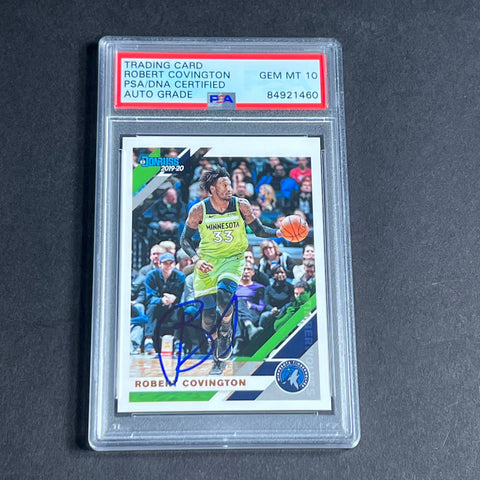 TRADING CARD
ROBERT COVINGTON GEM MT 10
PSA/DNA CERTIFIED
AUTO GRADE PSA 84921460
DONRUSS
2019-20
MINNESOTA
33
ROBERT COVINGTON